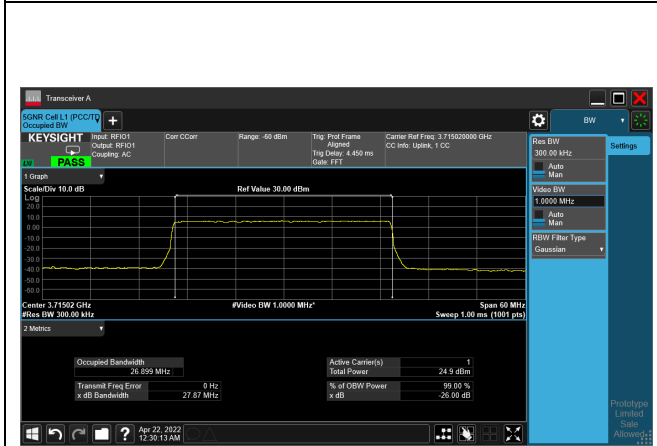 Transceiver A
5GNR Cell L1 (PCC/TD
Occupied BW
BW
KEYSIGHT
Input: RFIO1
Output: RFIO1
Coupling: AC
Corr CCorr
Range: -60 dBm
Trig: Prot Frame
Aligned
Trig Delay: 4.450 ms
Gate: FFT
Carrier Ref Freq: 3.715020000 GHz
CC Info: Uplink, 1 CC
PASS
Res BW
300.00 kHz
Auto
Man
Settings
Video BW
1.0000 MHz
Auto
Man
RBW Filter Type
Gaussian
1 Graph
Scale/Div 10.0 dB
Ref Value 30.00 dBm
Log
20.0
10.0
0.00
-10.0
-20.0
-30.0
-40.0
-50.0
-60.0
Center 3.71502 GHz
#Video BW 1.0000 MHz*
Span 60 MHz
#Res BW 300.00 kHz
Sweep 1.00 ms (1001 pts)
2 Metrics
Occupied Bandwidth
26.899 MHz
Active Carrier(s) 1
Total Power 24.9 dBm
Transmit Freq Error 0 Hz
x dB Bandwidth 27.87 MHz
% of OBW Power 99.00 %
x dB -26.00 dB
Prototype
Limited
Sale
Allowed
Apr 22, 2022
12:30:13 AM